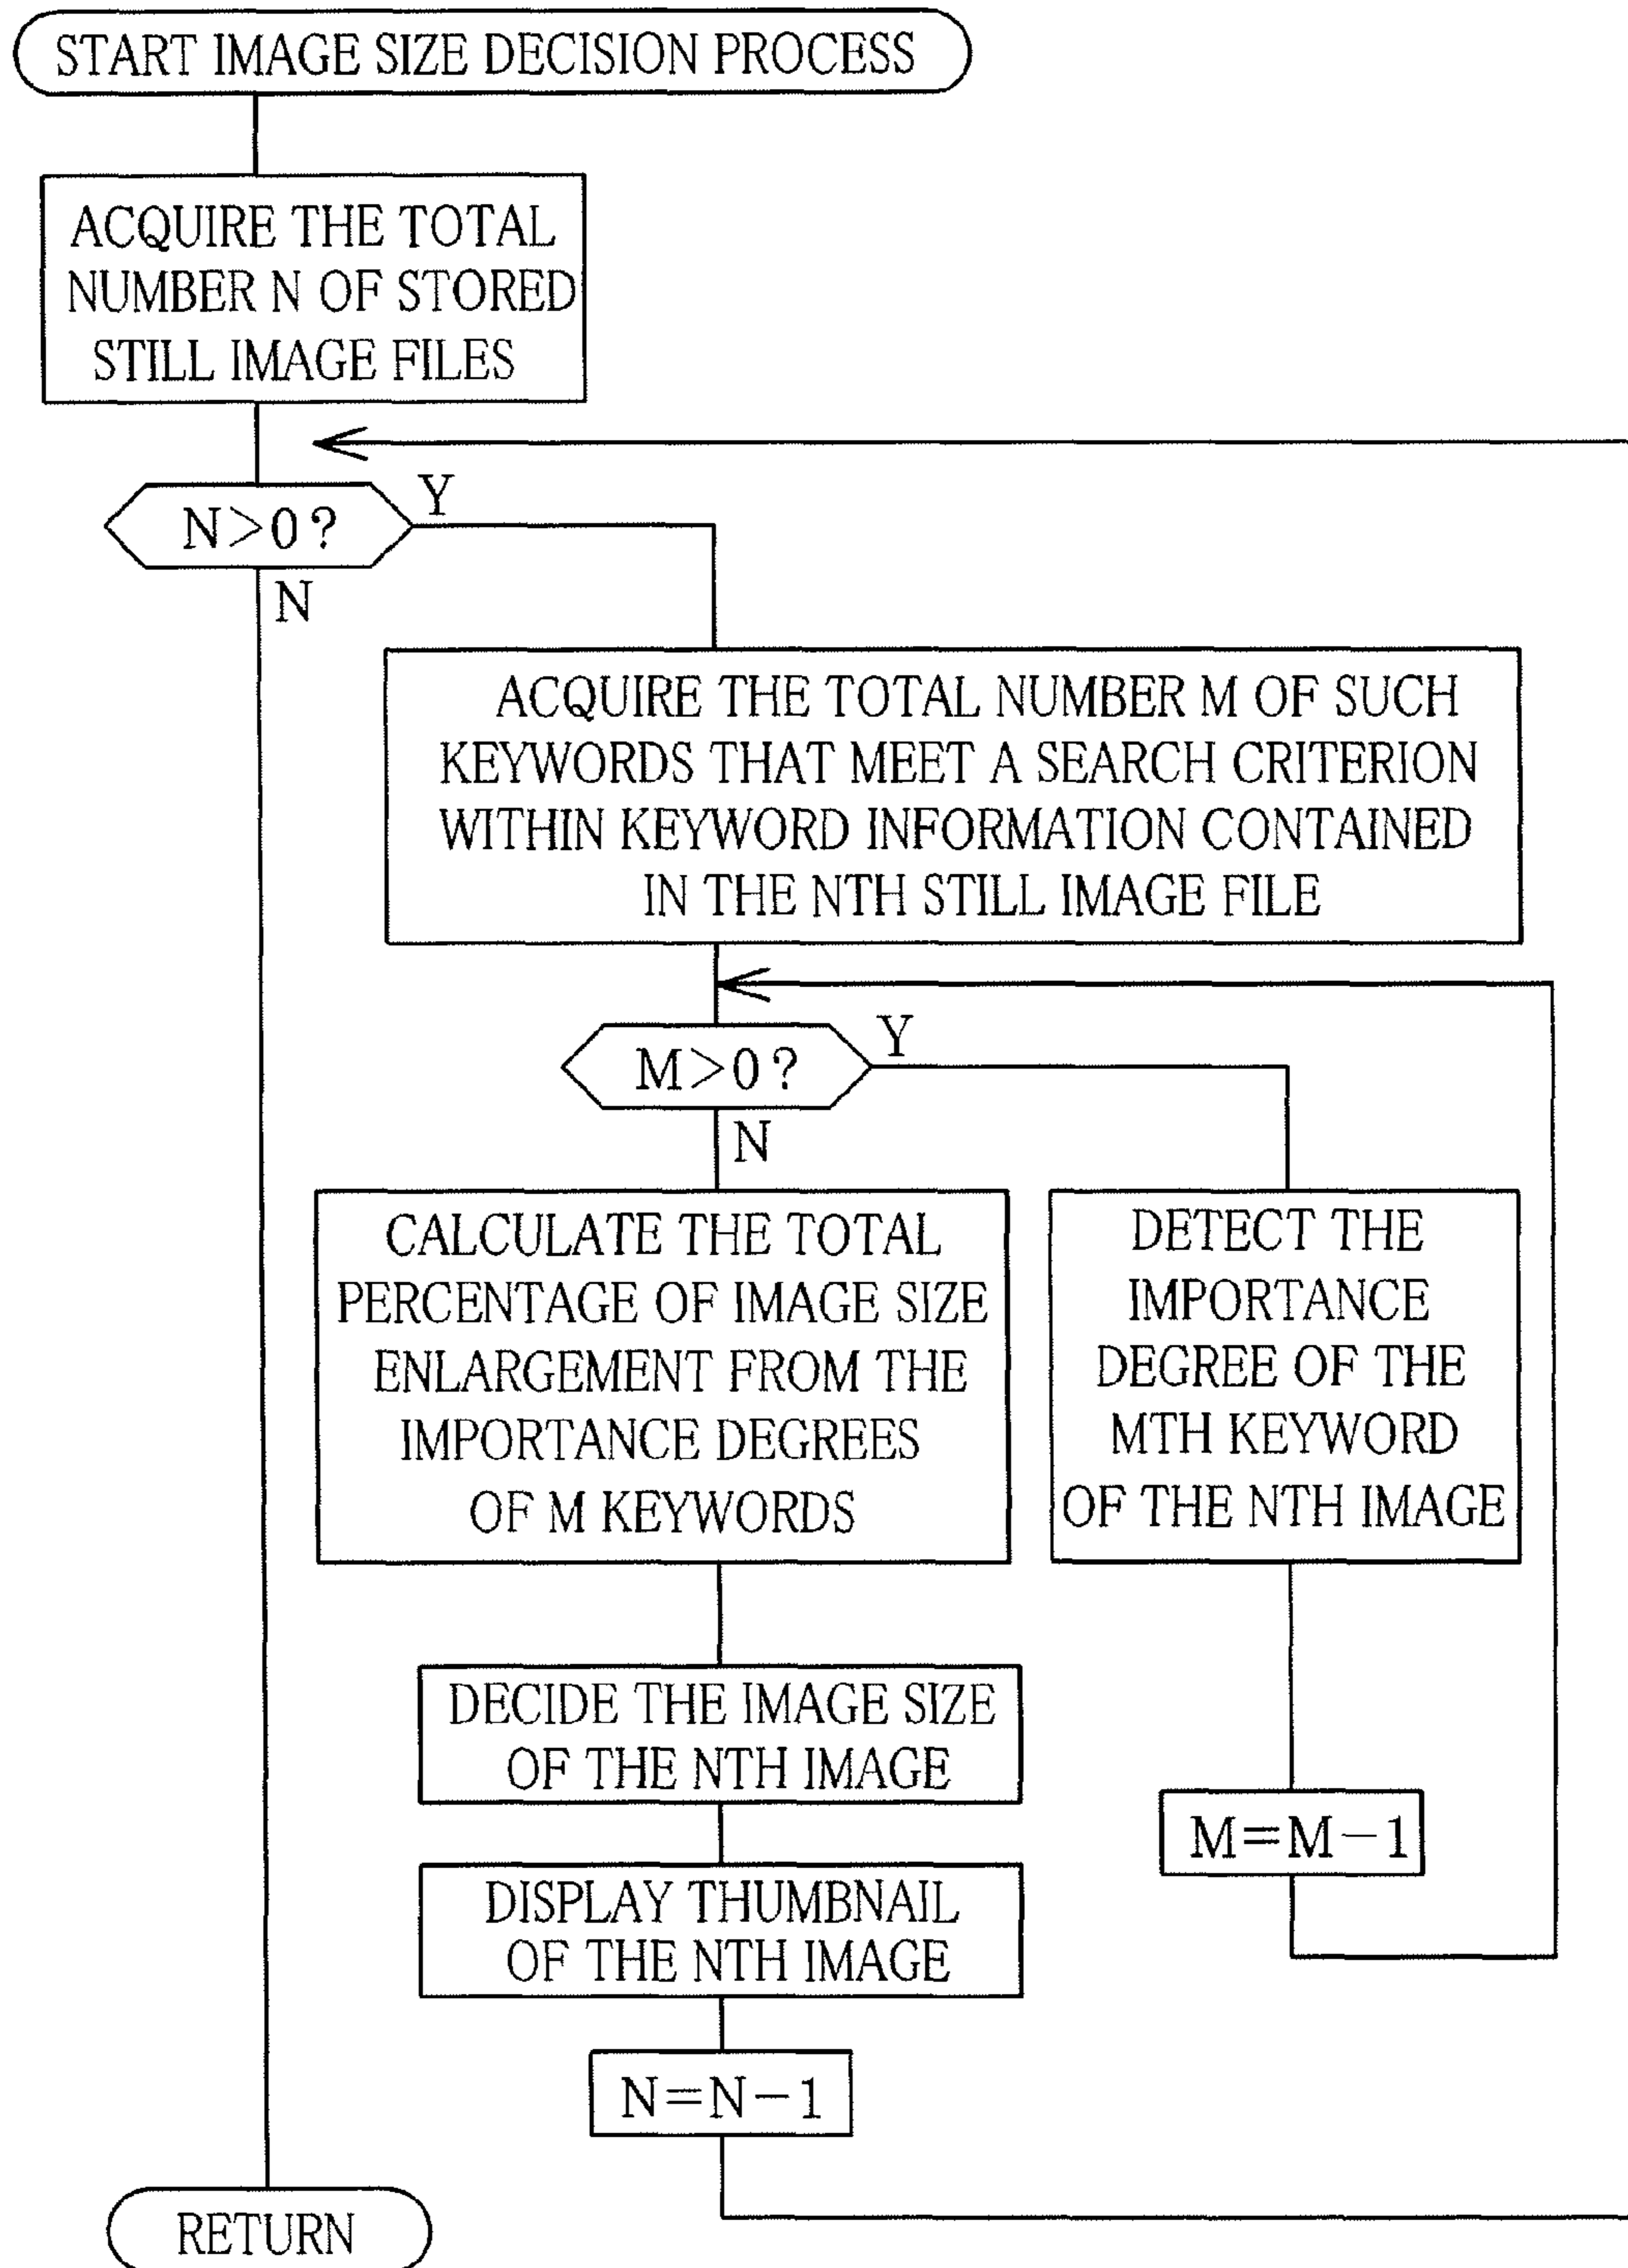 START IMAGE SIZE DECISION PROCESS
ACQUIRE THE TOTAL
NUMBER N OF STORED
STILL IMAGE FILES
N>0?
Y
N
ACQUIRE THE TOTAL NUMBER M OF SUCH
KEYWORDS THAT MEET A SEARCH CRITERION
WITHIN KEYWORD INFORMATION CONTAINED
IN THE NTH STILL IMAGE FILE
M>0?
Y
N
CALCULATE THE TOTAL
PERCENTAGE OF IMAGE SIZE
ENLARGEMENT FROM THE
IMPORTANCE DEGREES
OF M KEYWORDS
DETECT THE
IMPORTANCE
DEGREE OF THE
MTH KEYWORD
OF THE NTH IMAGE
DECIDE THE IMAGE SIZE
OF THE NTH IMAGE
M=M-1
DISPLAY THUMBNAIL
OF THE NTH IMAGE
N=N-1
RETURN